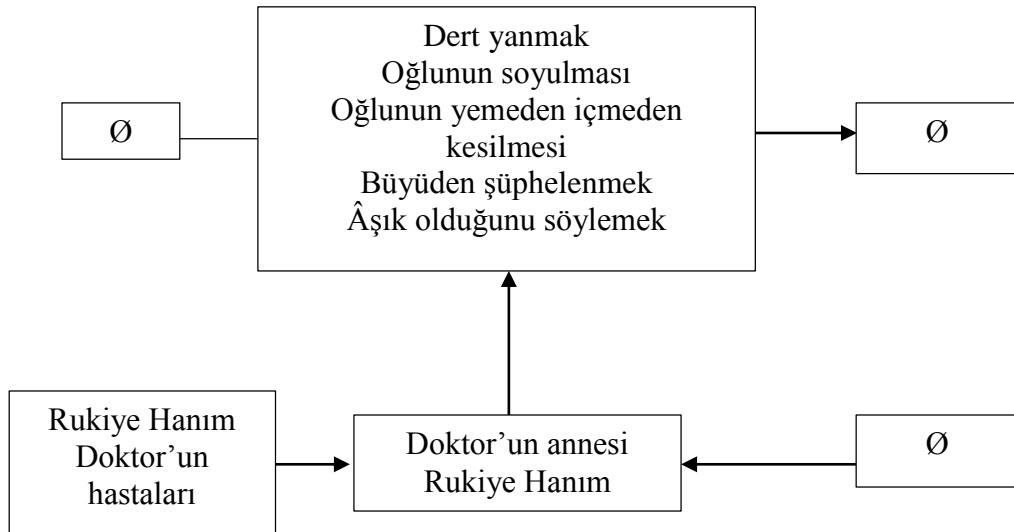 Dert yanmak
Oğlunun soyulması
Oğlunun yemeden içmeden
kesilmesi
Büyüden şüphelenmek
Âşık olduğunu söylemek
Ø
Ø
Rukiye Hanım
Doktor’un
hastaları
Doktor’un annesi
Rukiye Hanım
Ø